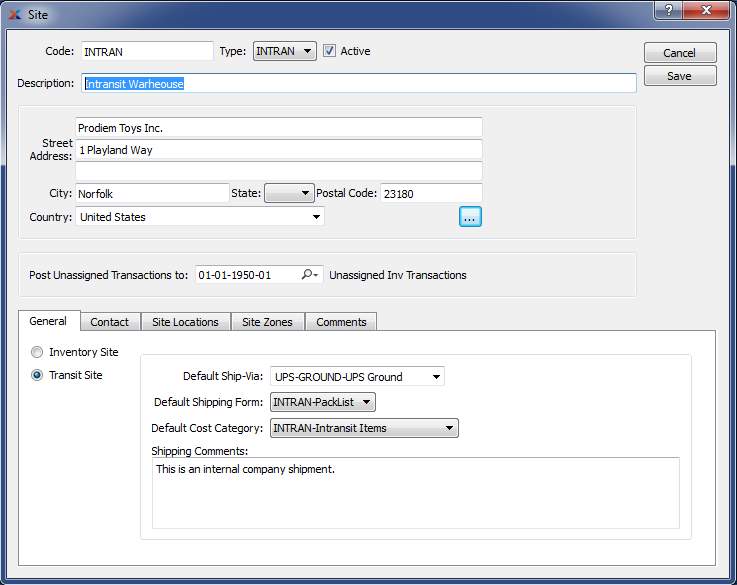 Site
?
Code: INTRAN Type: INTRAN Active
Cancel
Save
Description: Intransit Warheouse
Street Address:
Prodiem Toys Inc.
1 Playland Way
City: Norfolk State: Postal Code: 23180
Country: United States
...
Post Unassigned Transactions to: 01-01-1950-01 Unassigned Inv Transactions
General Contact Site Locations Site Zones Comments
Inventory Site
Transit Site
Default Ship-Via: UPS-GROUND-UPS Ground
Default Shipping Form: INTRAN-PackList
Default Cost Category: INTRAN-Intransit Items
Shipping Comments:
This is an internal company shipment.